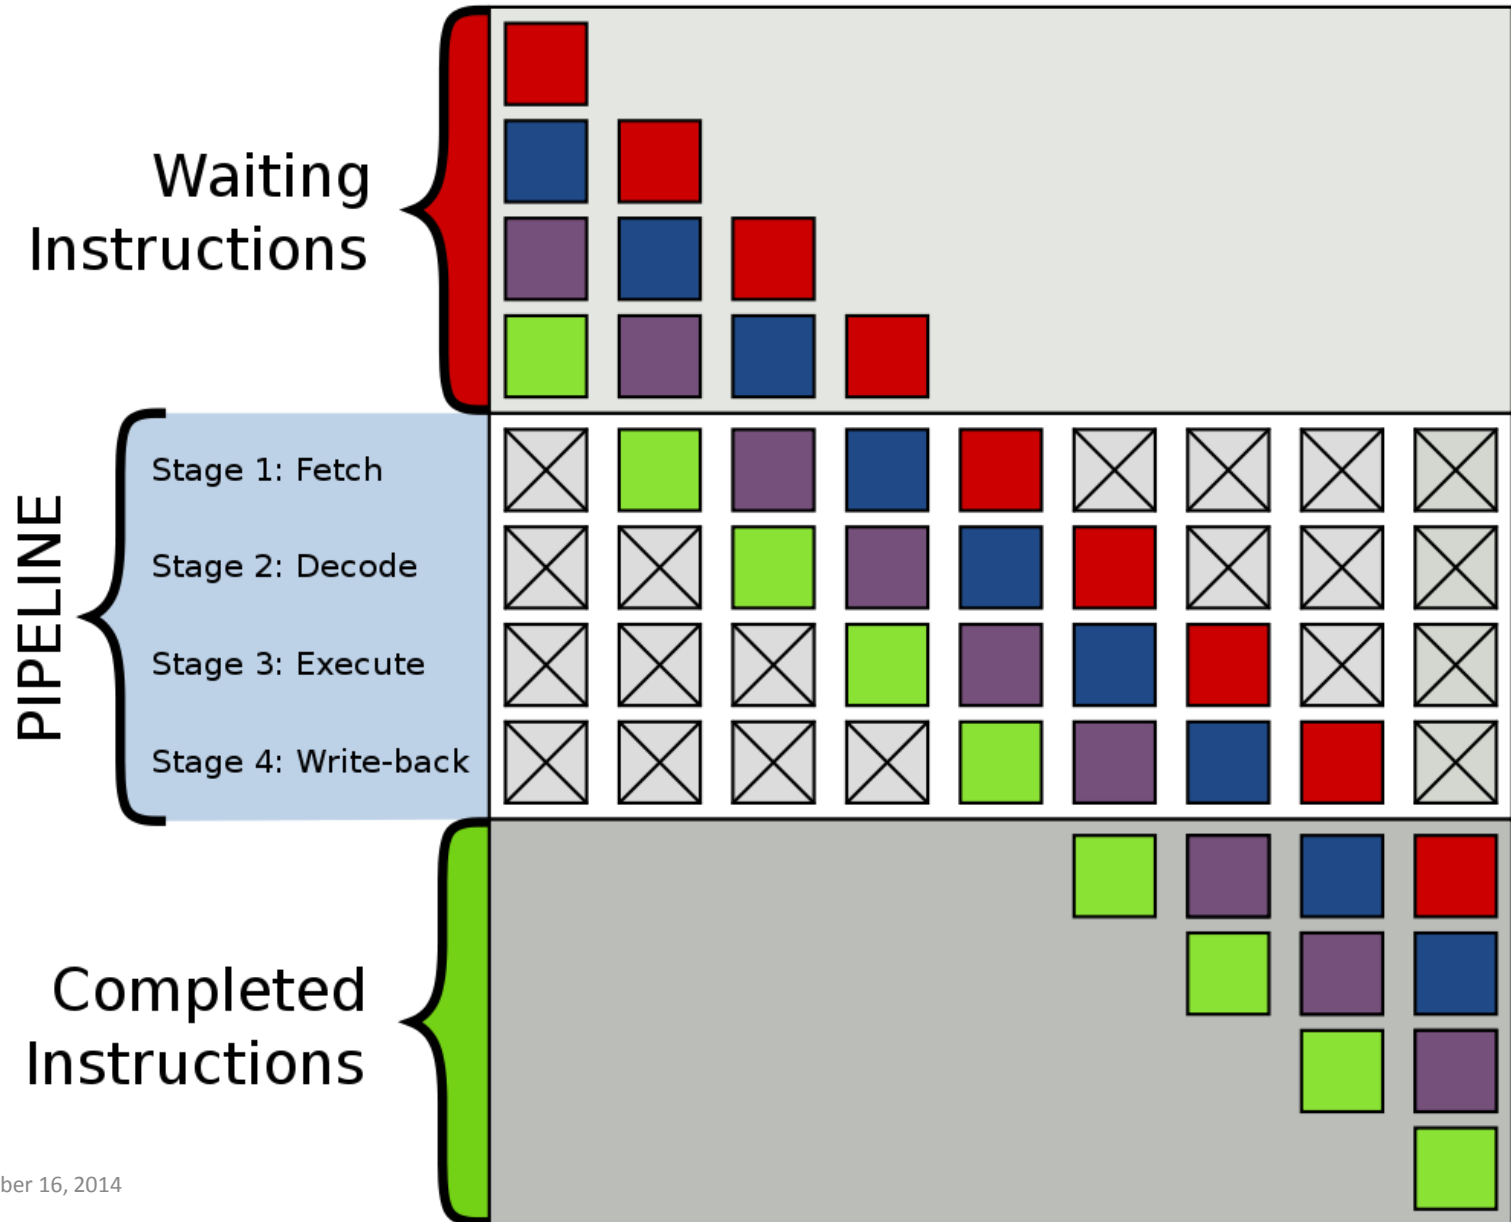 Waiting
Instructions
PIPELINE
Stage 1: Fetch
Stage 2: Decode
Stage 3: Execute
Stage 4: Write-back
Completed
Instructions
ber 16, 2014